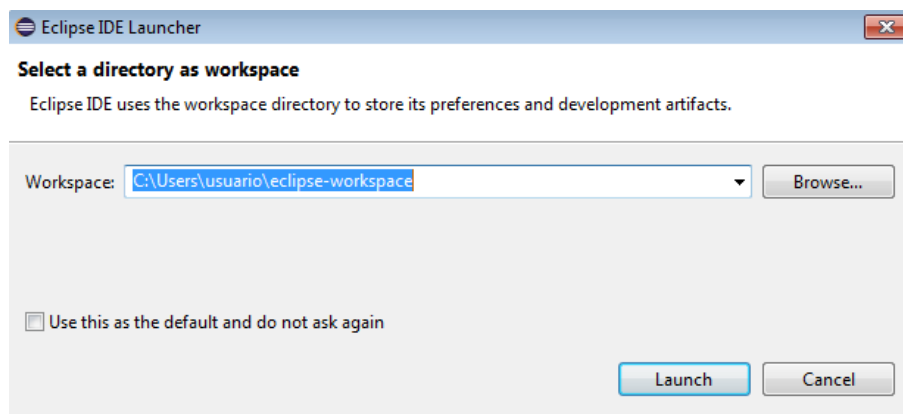 Eclipse IDE Launcher
Select a directory as workspace
Eclipse IDE uses the workspace directory to store its preferences and development artifacts.
Workspace: C:\Users\usuario\eclipse-workspace Browse...
Use this as the default and do not ask again
Launch Cancel